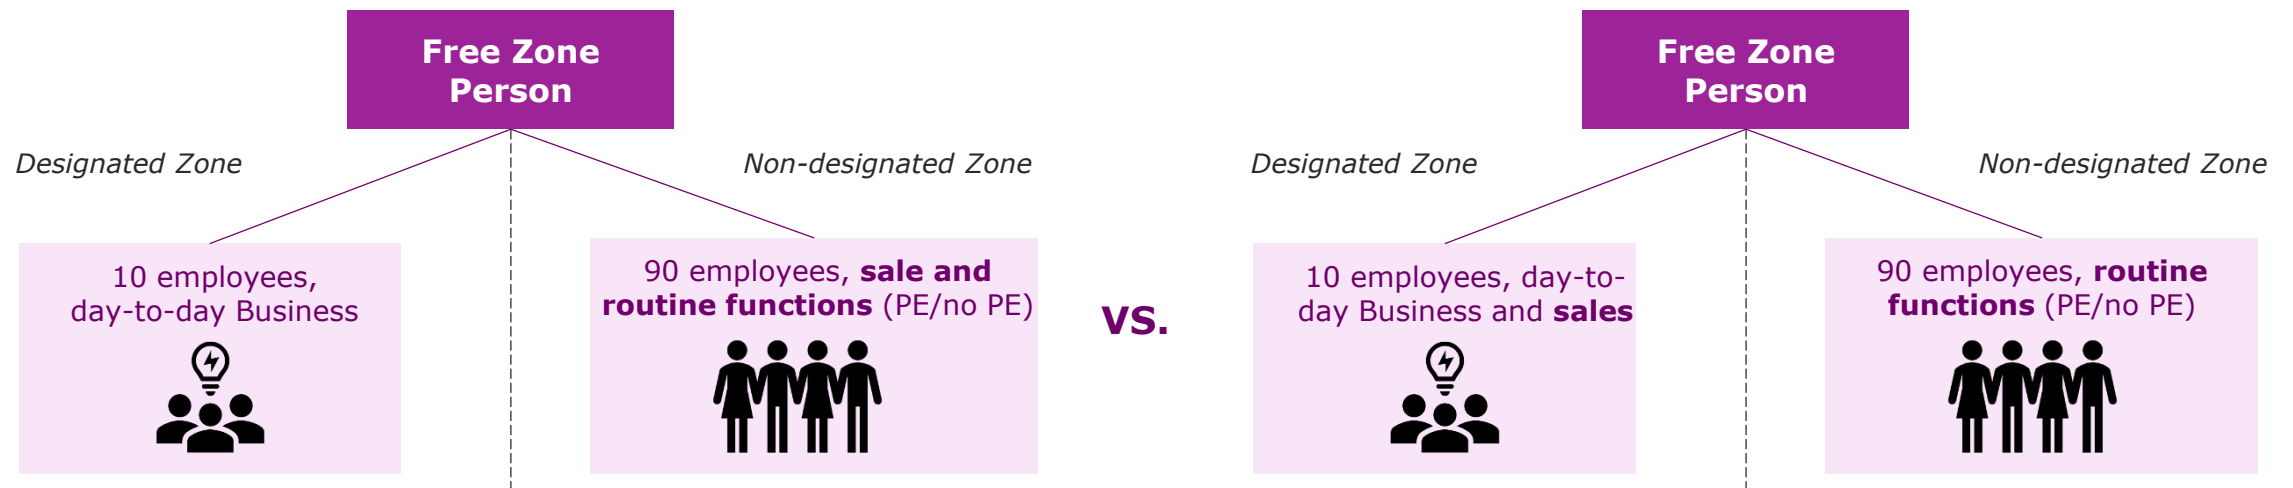 Free Zone
Person
Designated Zone
Non-designated Zone
10 employees,
day-to-day Business
90 employees, sale and
routine functions (PE/no PE)
vs.
Free Zone
Person
Designated Zone
Non-designated Zone
10 employees, day-to-
day Business and sales
90 employees, routine
functions (PE/no PE)